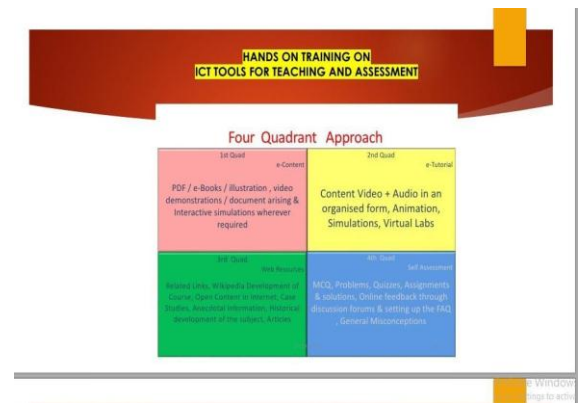 HANDS ON TRAINING ON
ICT TOOLS FOR TEACHING AND ASSESSMENT
Four Quadrant Approach
1st Quad
e-Content
PDF / e-Books / illustration , video
demonstrations / document arising &
Interactive simulations wherever
required
2nd Quad
e-Tutorial
Content Video + Audio in an
organised form, Animation,
Simulations, Virtual Labs
3rd Quad
Web Resources
Related Links, Wikipedia Development of
Course, Open Content in Internet, Case
Studies, Anecdotal Information, Historical
development of the subject, Articles
4th Quad
Self Assessment
MCQ, Problems, Quizzes, Assignments
& solutions, Online feedback through
discussion forums & setting up the FAQ
, General Misconceptions
Window